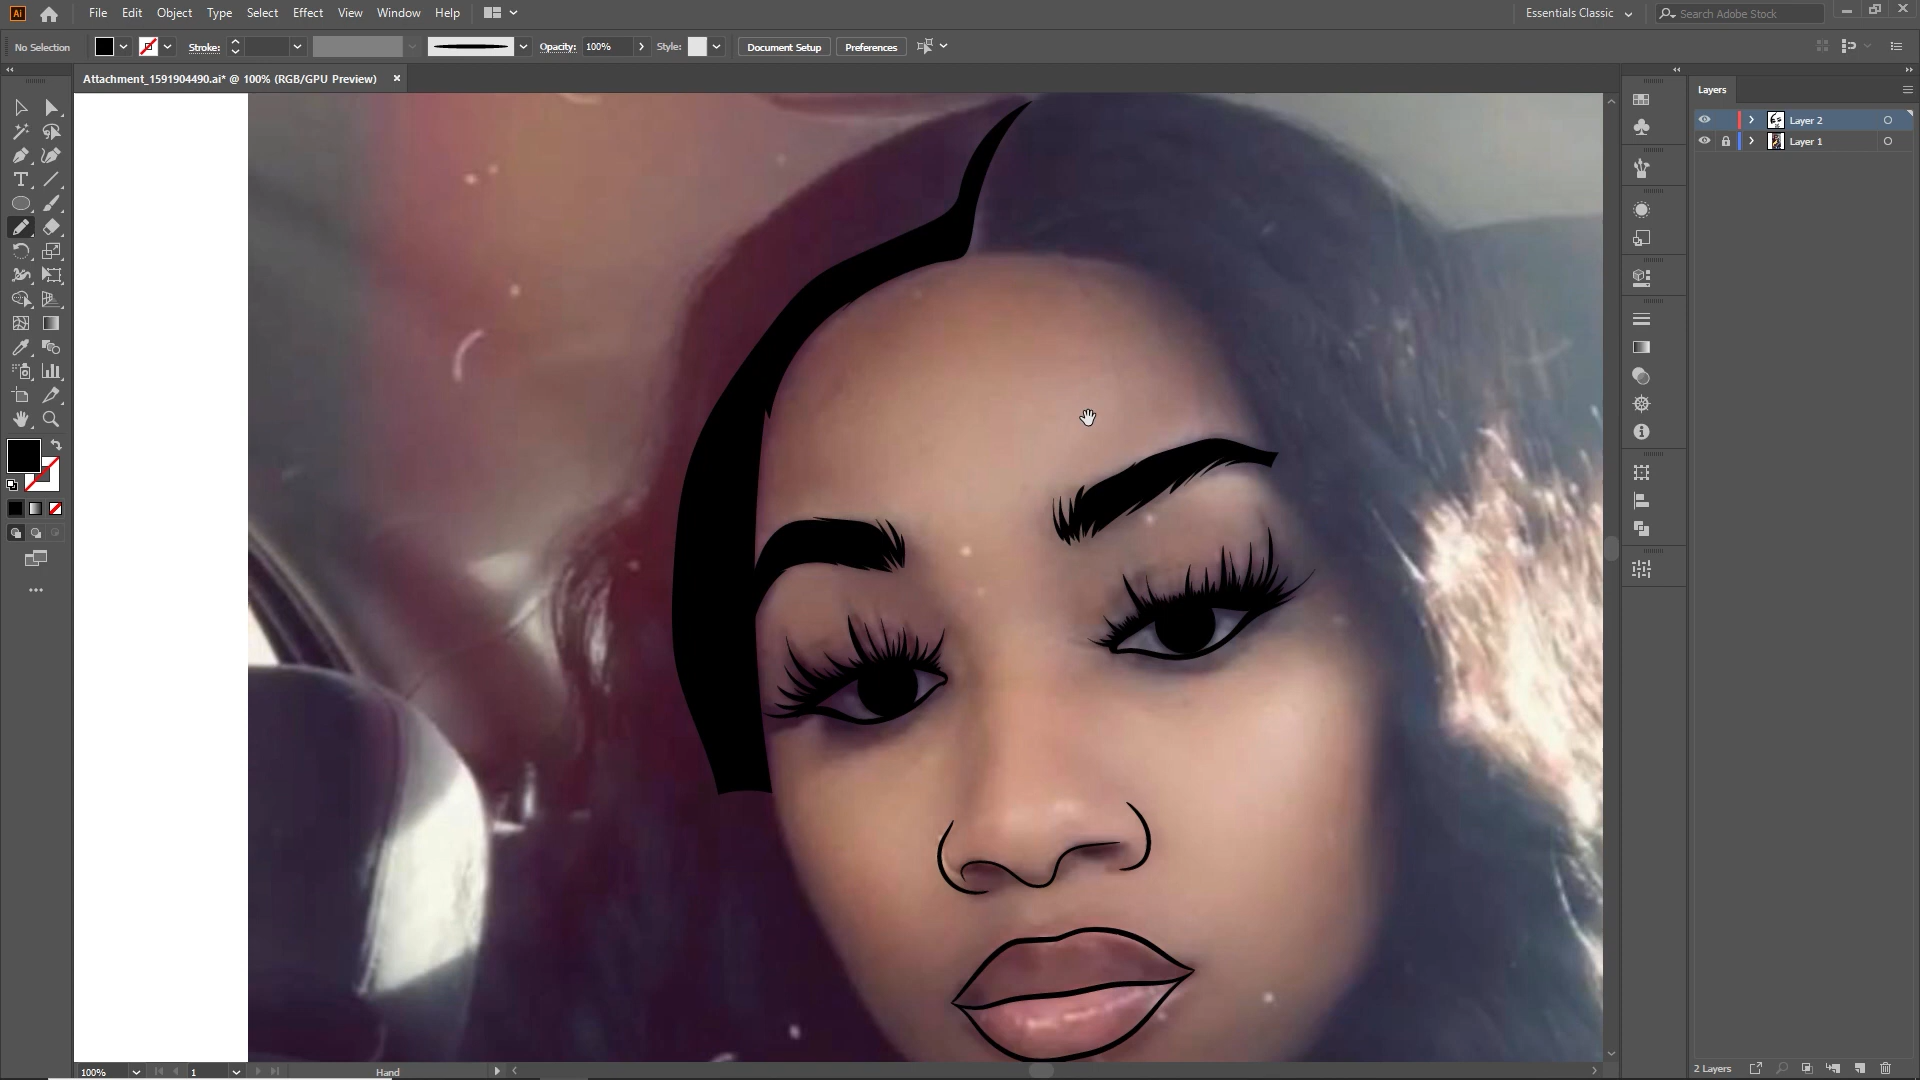 Ai File Edit Object Type Select Effect View Window Help Essentials Classic Search Adobe Stock
No Selection Stroke: Opacity: 100% Style: Document Setup Preferences
Attachment_1591904490.ai* @ 100% (RGB/GPU Preview) ×
Layers
Layer 2
Layer 1
100% 1 Hand 2 Layers